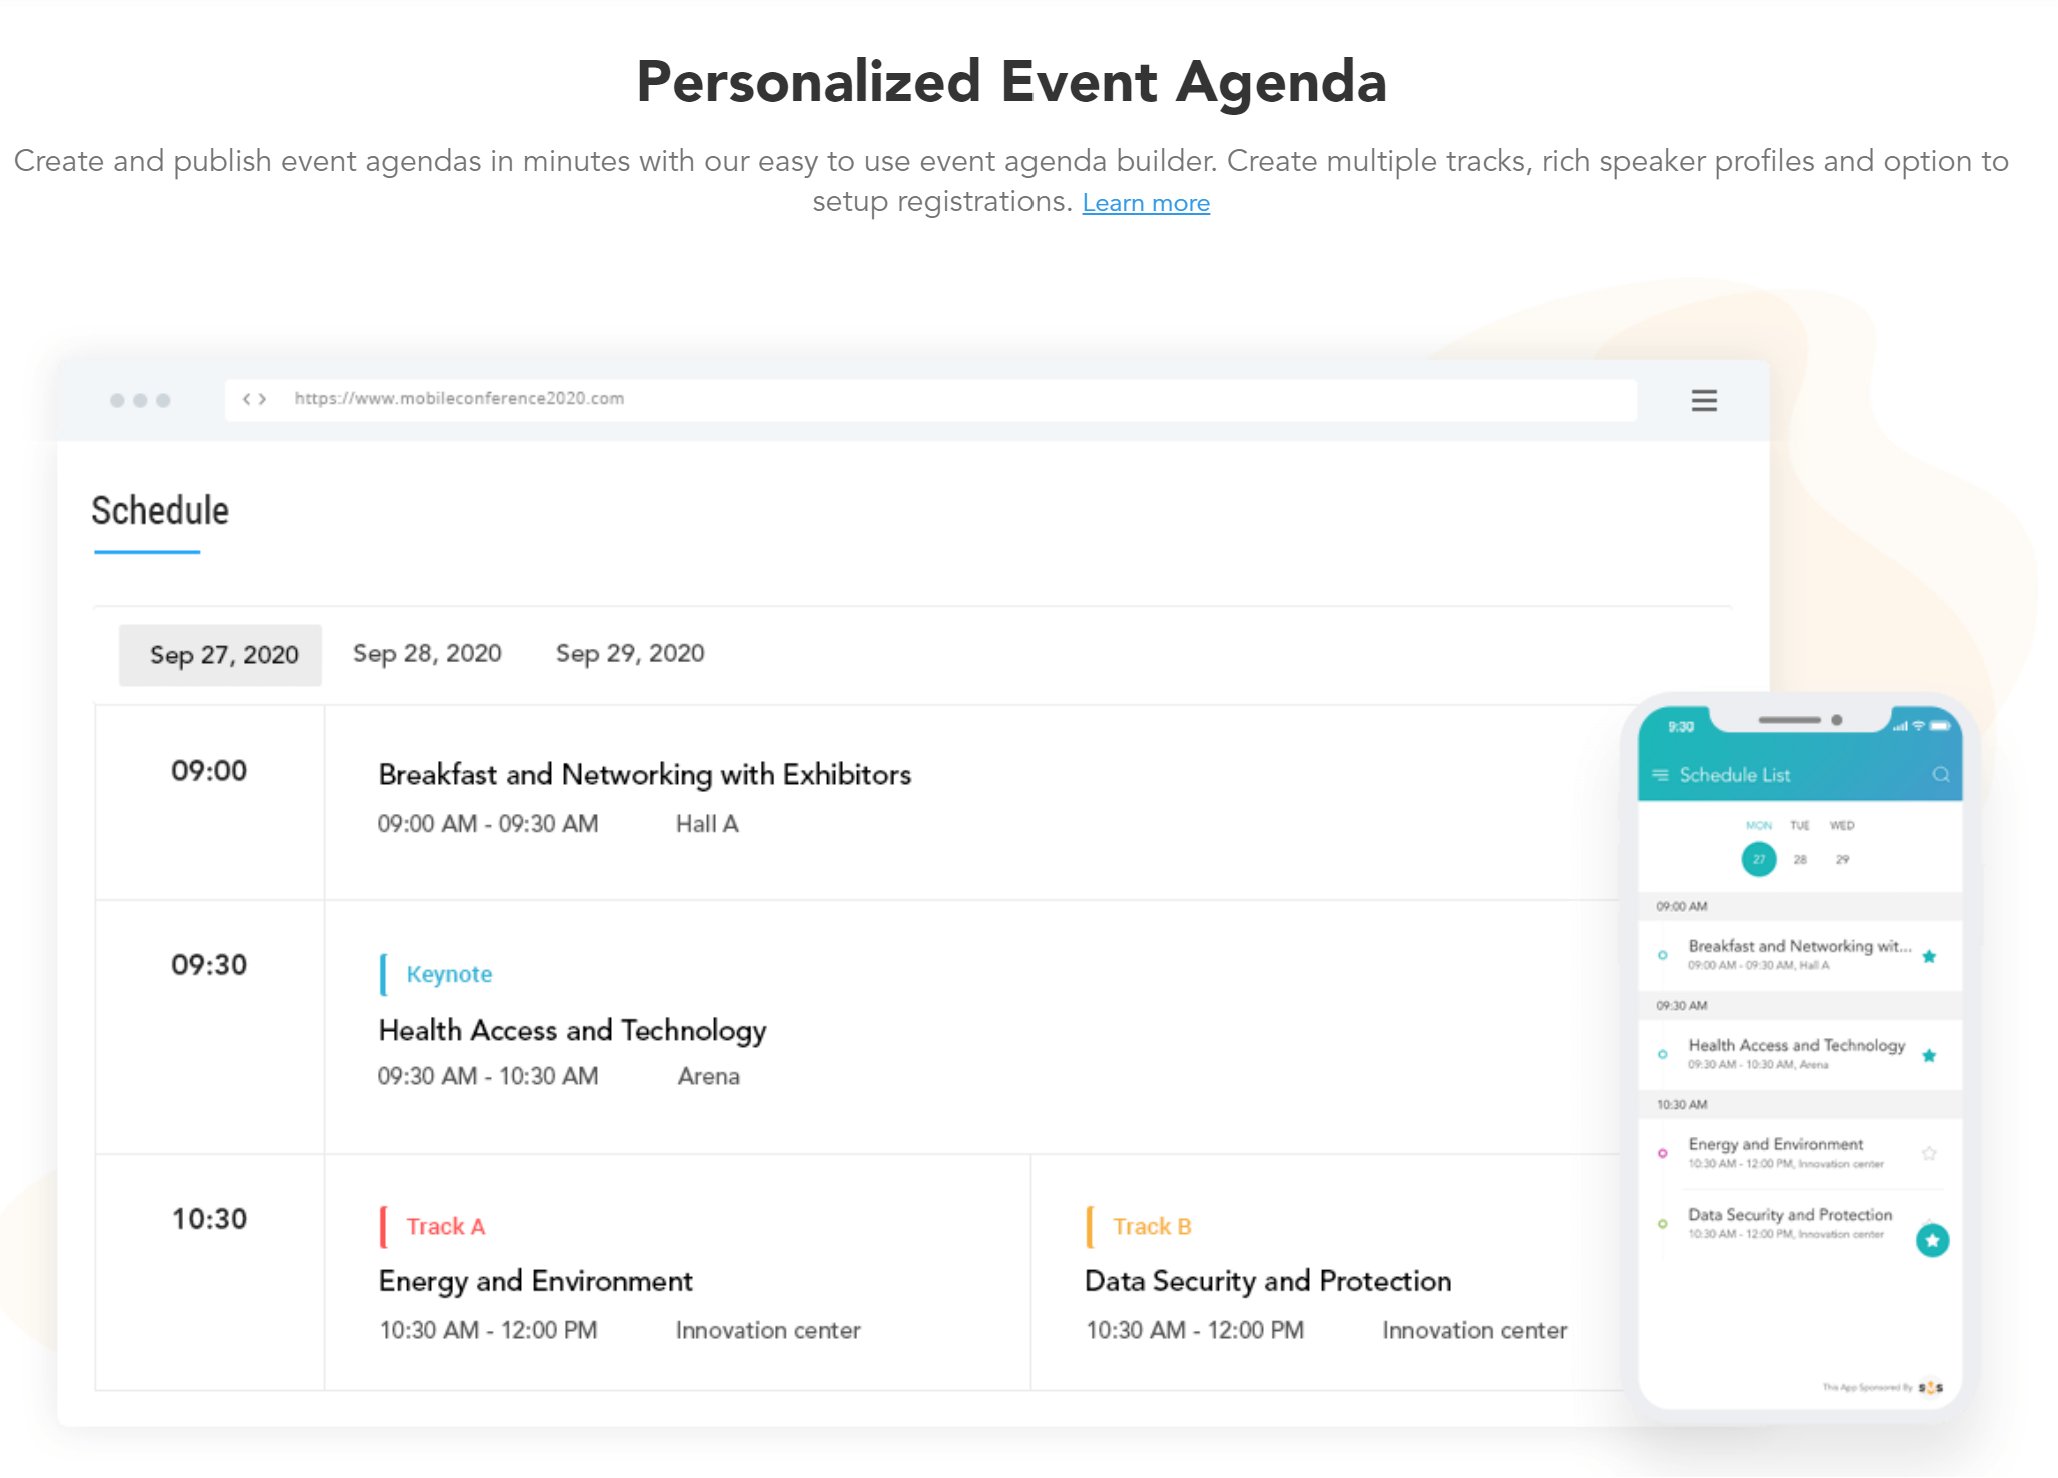 Personalized Event Agenda
Create and publish event agendas in minutes with our easy to use event agenda builder. Create multiple tracks, rich speaker profiles and option to
setup registrations. Learn more
https://www.mobileconference2020.com
Schedule
Sep 27, 2020 Sep 28, 2020 Sep 29, 2020
09:00
Breakfast and Networking with Exhibitors
09:00 AM - 09:30 AM Hall A
09:30
Keynote
Health Access and Technology
09:30 AM - 10:30 AM Arena
10:30
Track A
Energy and Environment
10:30 AM - 12:00 PM Innovation center
Track B
Data Security and Protection
10:30 AM - 12:00 PM Innovation center
9:30
Schedule List
MON TUE WED
27 28 29
09:00 AM
Breakfast and Networking wit...
09:00 AM - 09:30 AM, Hall A
09:30 AM
Health Access and Technology
09:30 AM - 10:30 AM, Arena
10:30 AM
Energy and Environment
10:30 AM - 12:00 PM, Innovation center
Data Security and Protection
10:30 AM - 12:00 PM, Innovation center
This App Sponsored By